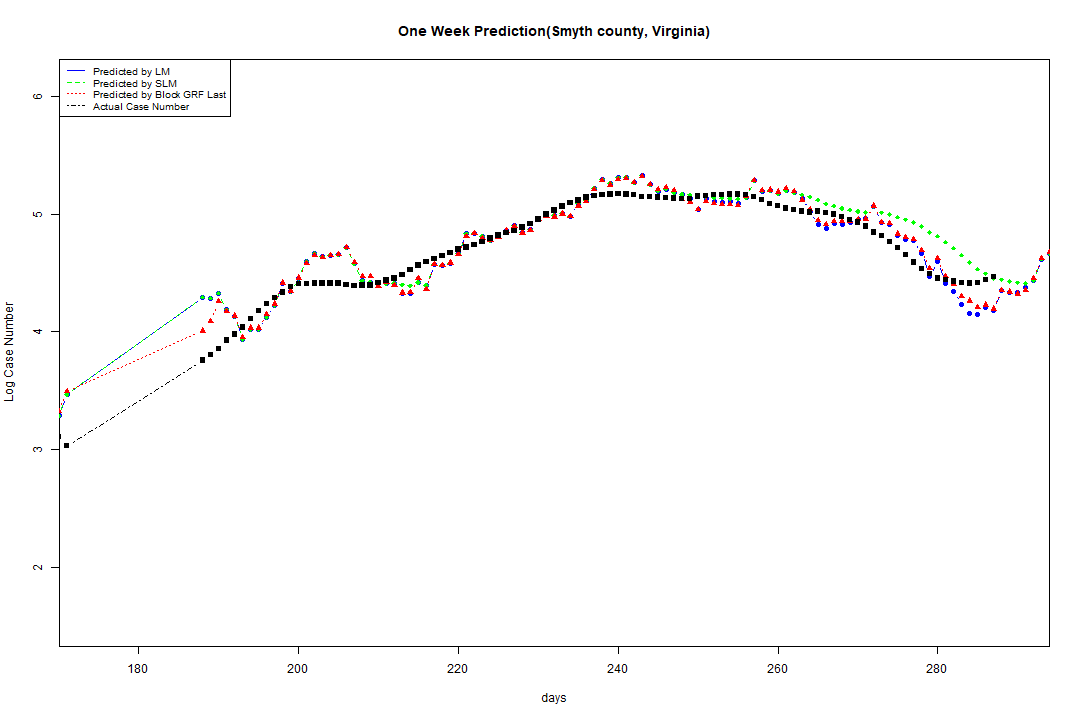 One Week Prediction(Smyth county, Virginia)
Predicted by LM
Predicted by SLM
Predicted by Block GRF Last
Actual Case Number
6
5
4
3
2
Log Case Number
180
200
220
240
260
280
days